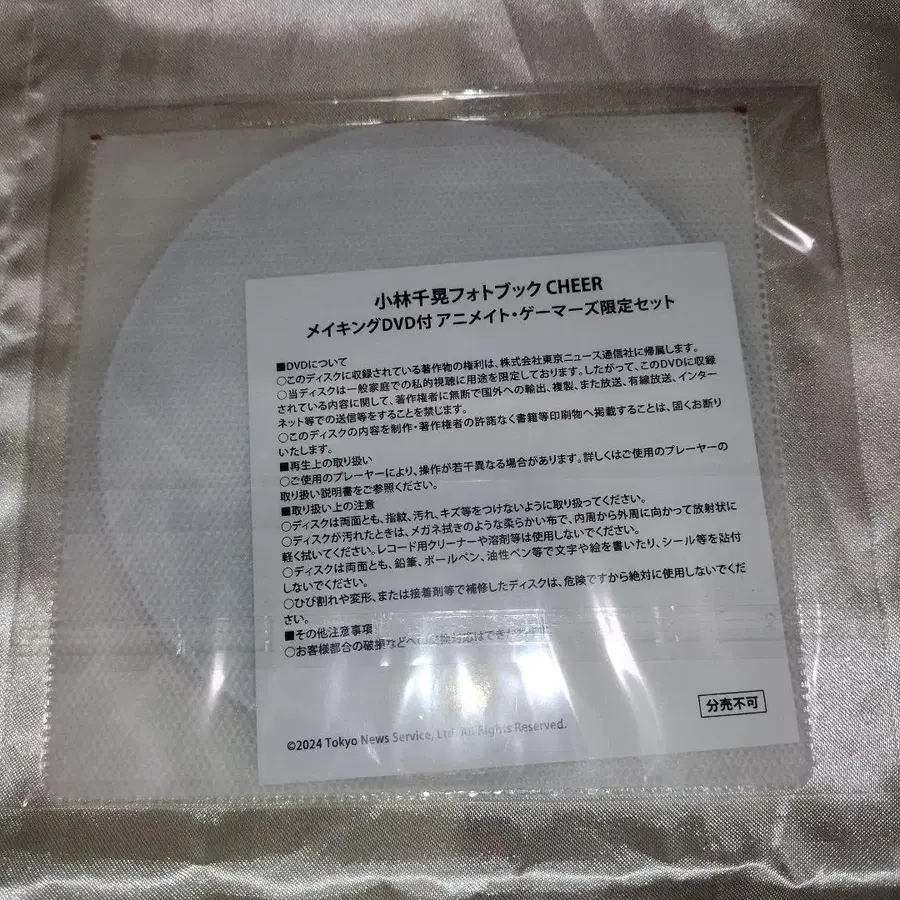 小林千晃フォトブック CHEER
メイキングDVD付 アニメイト・ゲーマーズ限定セット
■DVDについて
○このディスクに収録されている著作物の権利は、株式会社東京ニュース通信社に帰属します。
○当ディスクは一般家庭での私的視聴に用途を限定しております。したがって、このDVDに収録
されている内容に関して、著作権者に無断で国外への輸出、複製、また放送、有線放送、インター
ネット等での送信等をすることを禁じます。
○このディスクの内容を制作・著作権者の許諾なく書籍等印刷物へ掲載することは、固くお断り
いたします。
■再生上の取り扱い
○ご使用のプレーヤーにより、操作が若干異なる場合があります。詳しくはご使用のプレーヤーの
取り扱い説明書をご参照ください。
■取り扱い上の注意
○ディスクは両面とも、指紋、汚れ、キズ等をつけないように取り扱ってください。
○ディスクが汚れたときは、メガネ拭きのような柔らかい布で、内周から外周に向かって放射状に
軽く拭いてください。レコード用クリーナーや溶剤等は使用しないでください。
○ディスクは両面とも、鉛筆、ボールペン、油性ペン等で文字や絵を書いたり、シール等を貼付
しないでください。
○ひび割れや変形、または接着剤等で補修したディスクは、危険ですから絶対に使用しないでくだ
さい。
■その他注意事項
○お客様都合の破損などへの交換対応はできかねます。
分売不可
©2024 Tokyo News Service, Ltd. All Rights Reserved.